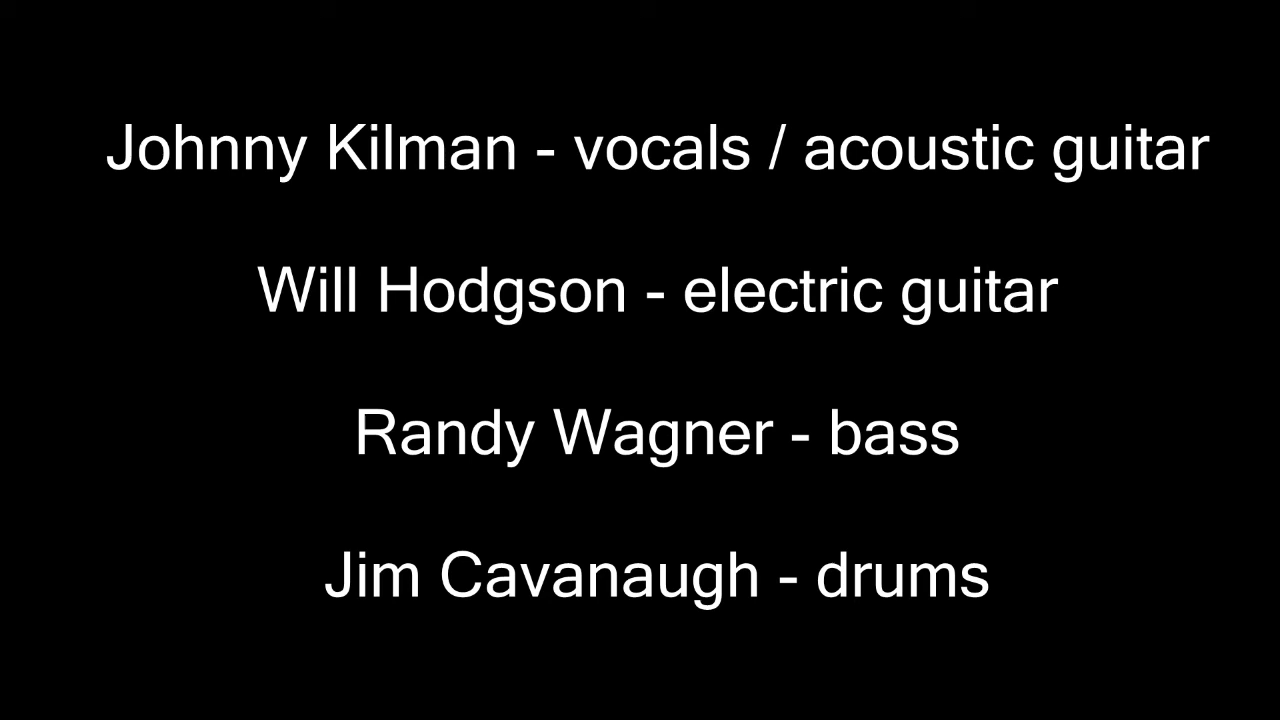 Johnny Kilman - vocals / acoustic guitar
Will Hodgson - electric guitar
Randy Wagner - bass
Jim Cavanaugh - drums